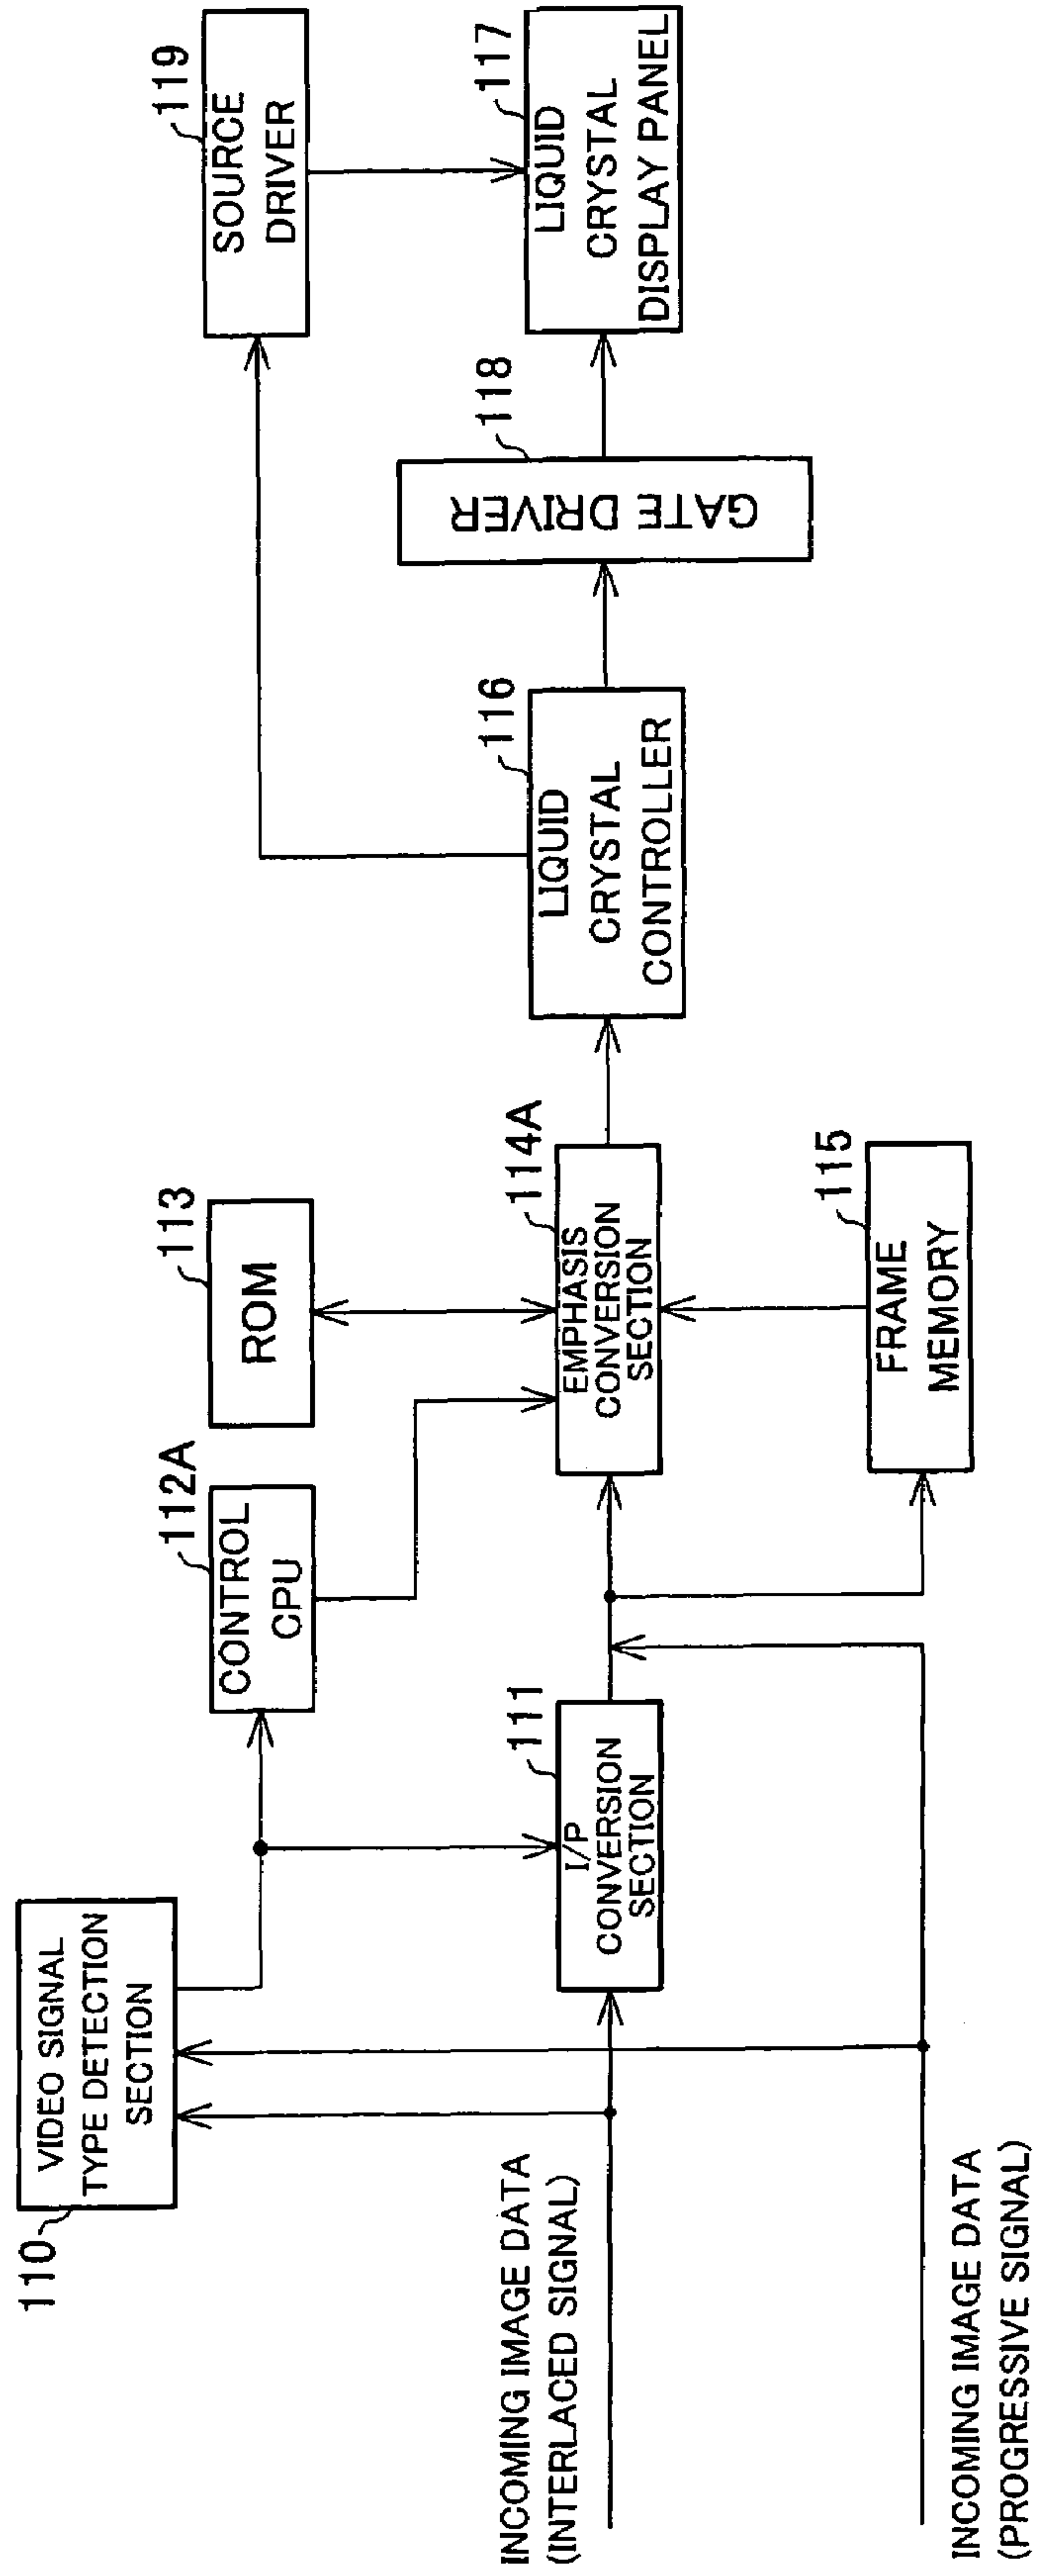 110
VIDEO SIGNAL
TYPE DETECTION
SECTION
112A
CONTROL
CPU
113
ROM
119
SOURCE
DRIVER
111
I/P
CONVERSION
SECTION
114A
EMPHASIS
CONVERSION
SECTION
116
LIQUID
CRYSTAL
CONTROLLER
118
GATE DRIVER
117
LIQUID
CRYSTAL
DISPLAY PANEL
115
FRAME
MEMORY
INCOMING IMAGE DATA
(INTERLACED SIGNAL)
INCOMING IMAGE DATA
(PROGRESSIVE SIGNAL)